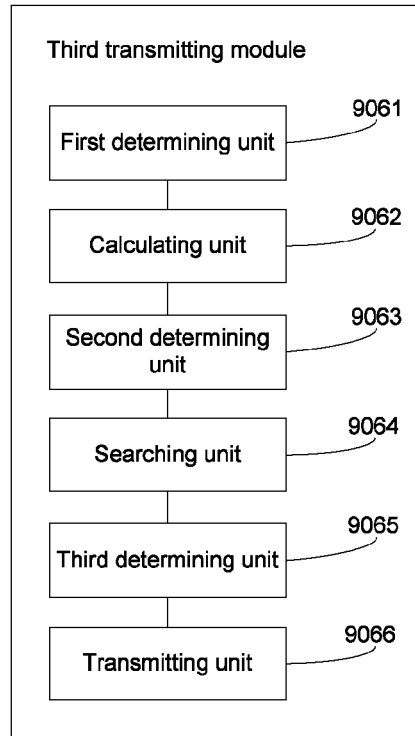 Third transmitting module
9061
First determining unit
9062
Calculating unit
9063
Second determining
unit
9064
Searching unit
9065
Third determining unit
9066
Transmitting unit